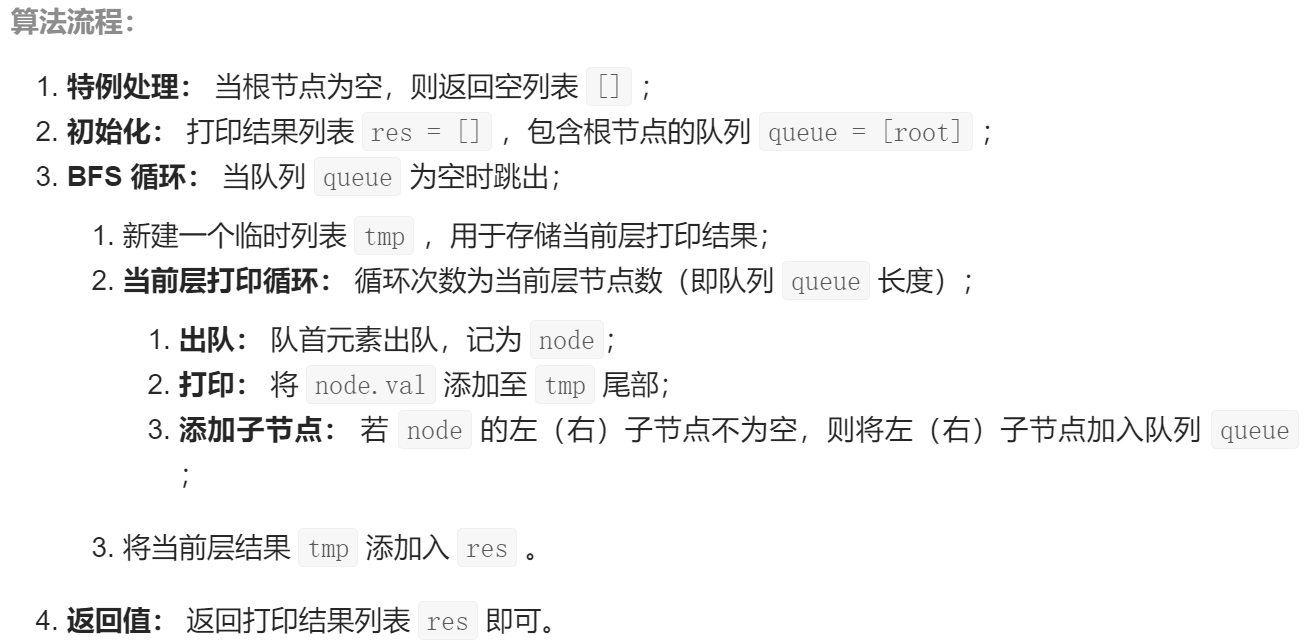 算法流程：
1. 特例处理： 当根节点为空，则返回空列表 [] ；
2. 初始化： 打印结果列表 res = [] ，包含根节点的队列 queue = [root] ；
3. BFS 循环： 当队列 queue 为空时跳出；
1. 新建一个临时列表 tmp ，用于存储当前层打印结果；
2. 当前层打印循环： 循环次数为当前层节点数（即队列 queue 长度）；
1. 出队： 队首元素出队，记为 node；
2. 打印： 将 node.val 添加至 tmp 尾部；
3. 添加子节点： 若 node 的左（右）子节点不为空，则将左（右）子节点加入队列 queue
；
3. 将当前层结果 tmp 添加入 res 。
4. 返回值： 返回打印结果列表 res 即可。